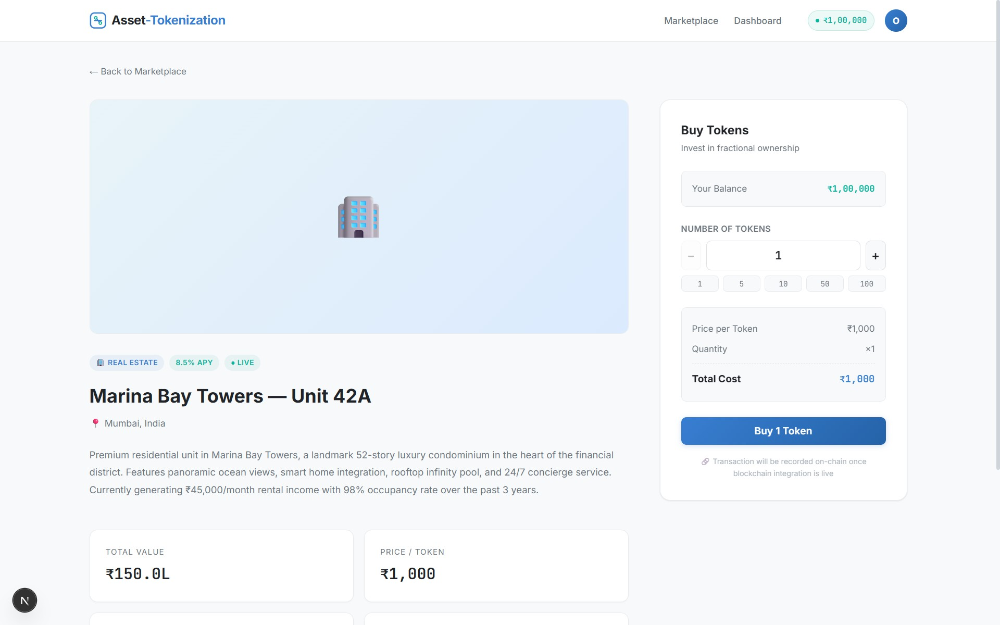 Asset-Tokenization
Marketplace
Dashboard
₹1,00,000
O
← Back to Marketplace
REAL ESTATE
8.5% APY
● LIVE
Marina Bay Towers — Unit 42A
Mumbai, India
Premium residential unit in Marina Bay Towers, a landmark 52-story luxury condominium in the heart of the financial
district. Features panoramic ocean views, smart home integration, rooftop infinity pool, and 24/7 concierge service.
Currently generating ₹45,000/month rental income with 98% occupancy rate over the past 3 years.
TOTAL VALUE
₹150.0L
PRICE / TOKEN
₹1,000
Buy Tokens
Invest in fractional ownership
Your Balance ₹1,00,000
NUMBER OF TOKENS
− 1 +
1 5 10 50 100
Price per Token ₹1,000
Quantity ×1
Total Cost ₹1,000
Buy 1 Token
Transaction will be recorded on-chain once
blockchain integration is live
N